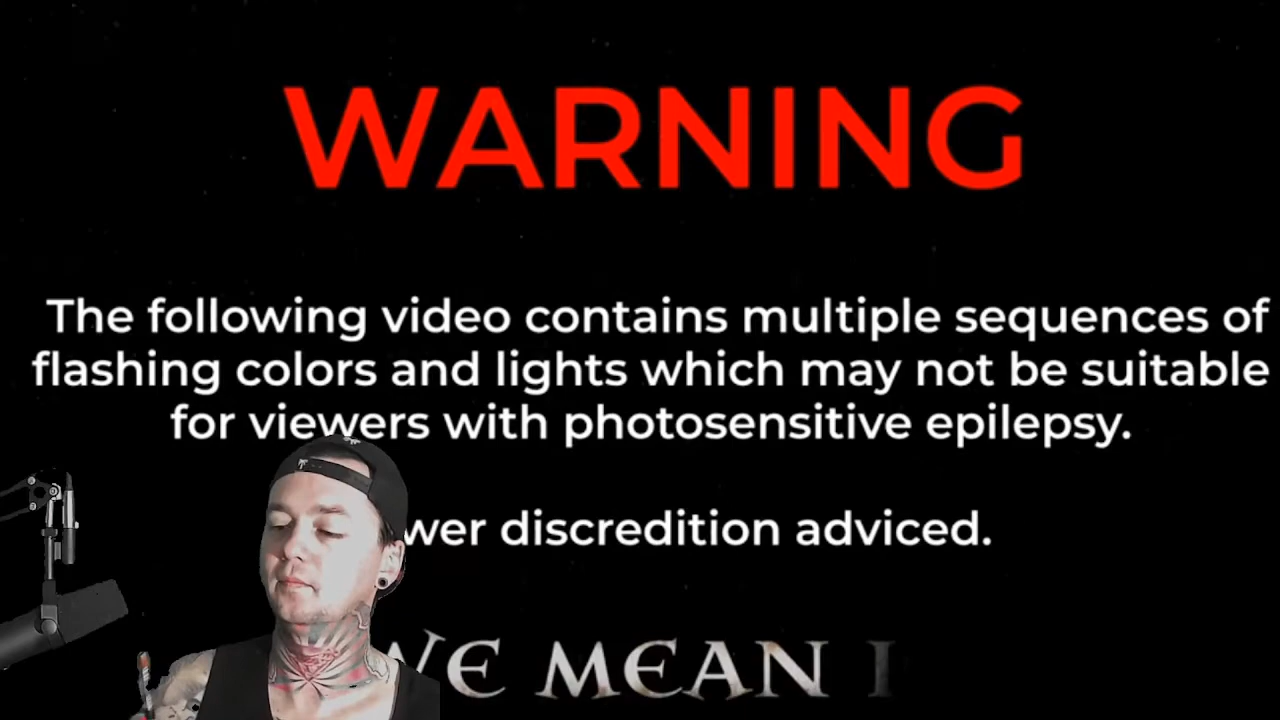 WARNING
The following video contains multiple sequences of
flashing colors and lights which may not be suitable
for viewers with photosensitive epilepsy.
discredition adviced.
WE MEAN I